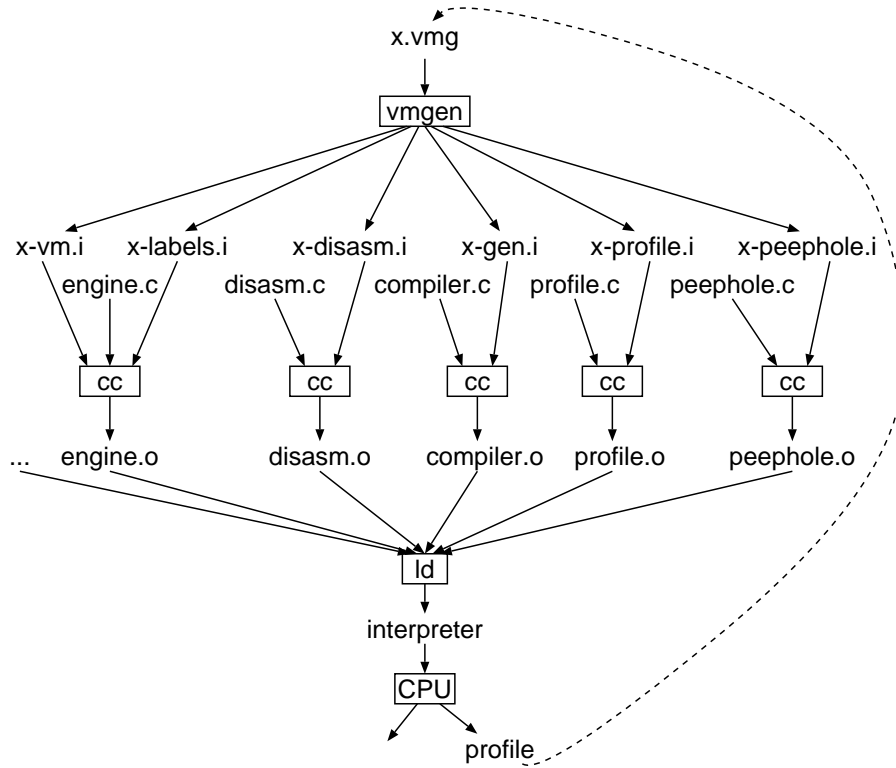 x.vmg
vmgen
x-vm.i x-labels.i x-disasm.i x-gen.i x-profile.i x-peephole.i
engine.c disasm.c compiler.c profile.c peephole.c
cc cc cc cc cc
... engine.o disasm.o compiler.o profile.o peephole.o
ld
interpreter
CPU
profile